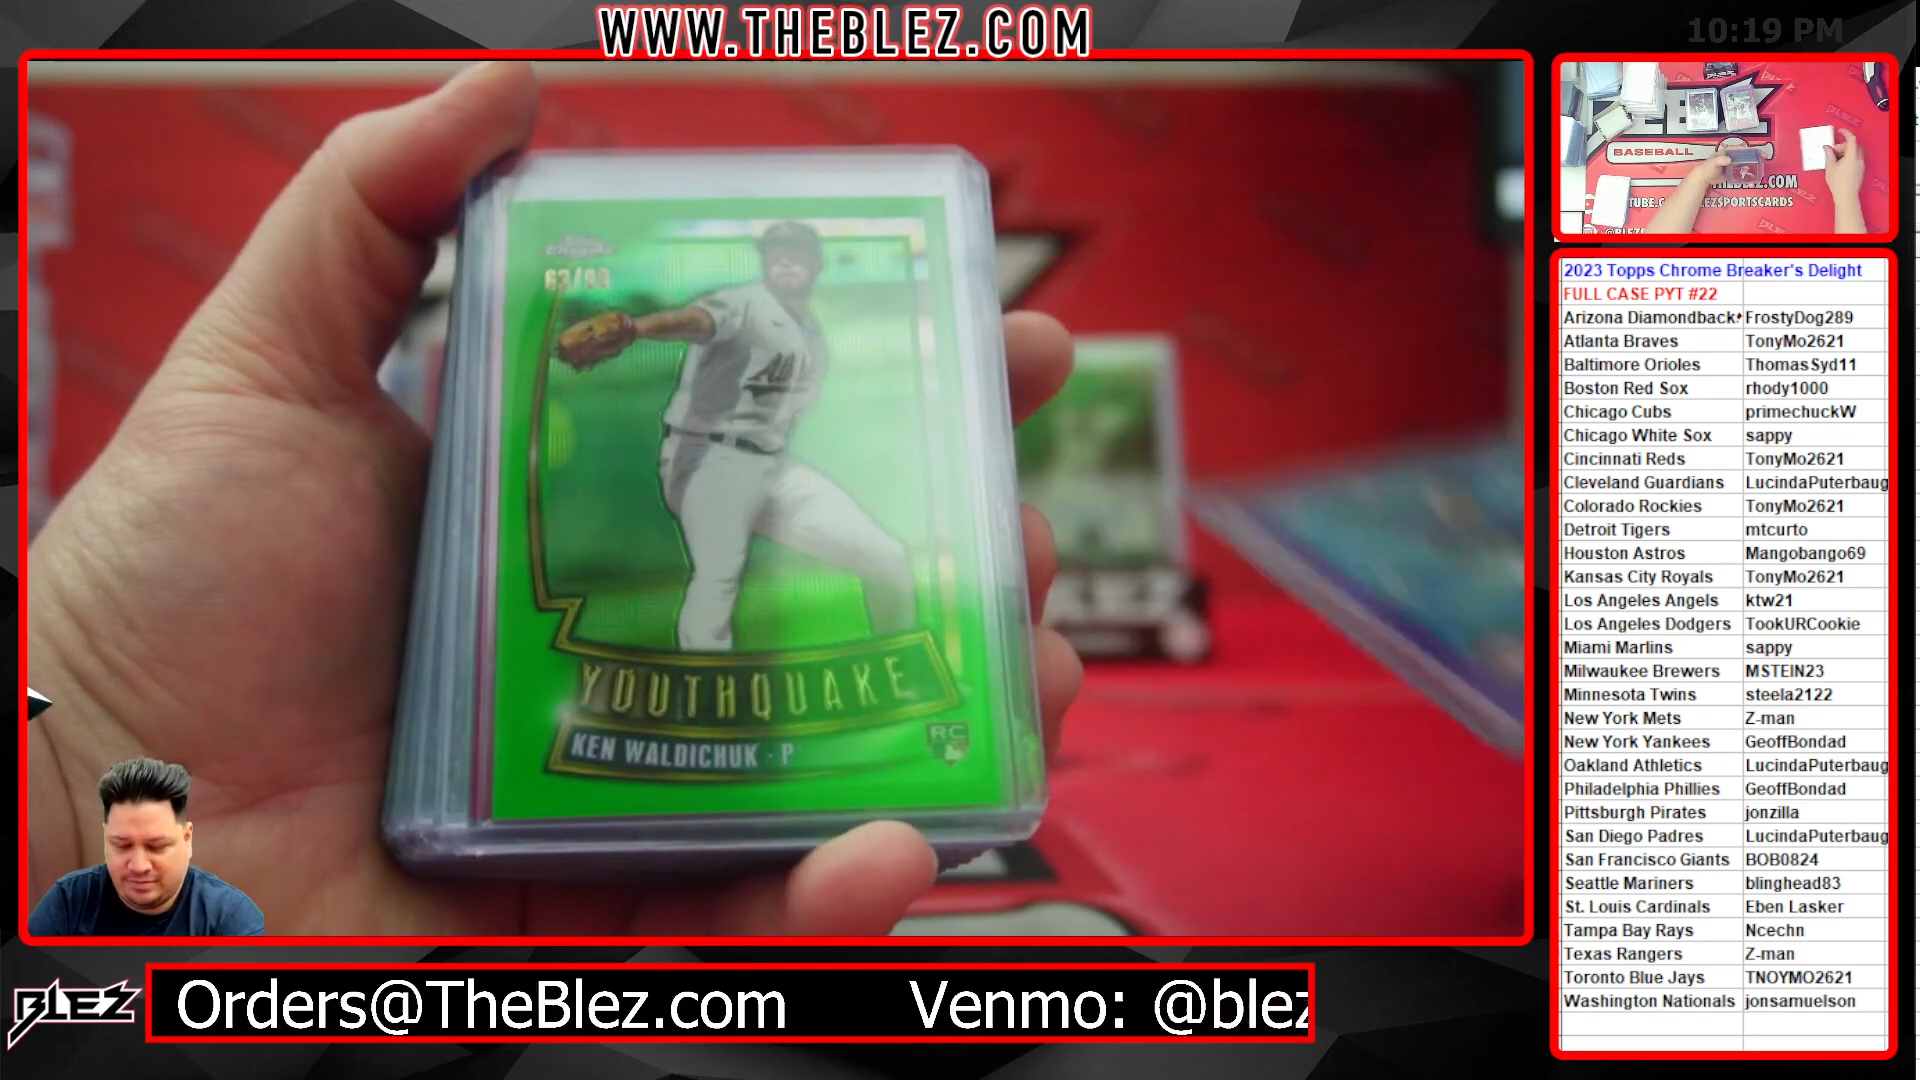 WWW.THEBLEZ.COM
10:19 PM
Chrome
YOUTHQUAKE
KEN WALDICHUK · P
RC
BASEBALL
2023 Topps Chrome Breaker's Delight
FULL CASE PYT #22
Arizona Diamondbacks FrostyDog289
Atlanta Braves TonyMo2621
Baltimore Orioles ThomasSyd11
Boston Red Sox rhody1000
Chicago Cubs primechuckW
Chicago White Sox sappy
Cincinnati Reds TonyMo2621
Cleveland Guardians LucindaPuterbaug
Colorado Rockies TonyMo2621
Detroit Tigers mtcurto
Houston Astros Mangobango69
Kansas City Royals TonyMo2621
Los Angeles Angels ktw21
Los Angeles Dodgers TookURCookie
Miami Marlins sappy
Milwaukee Brewers MSTEIN23
Minnesota Twins steela2122
New York Mets Z-man
New York Yankees GeoffBondad
Oakland Athletics LucindaPuterbaug
Philadelphia Phillies GeoffBondad
Pittsburgh Pirates jonzilla
San Diego Padres LucindaPuterbaug
San Francisco Giants BOB0824
Seattle Mariners blinghead83
St. Louis Cardinals Eben Lasker
Tampa Bay Rays Ncechn
Texas Rangers Z-man
Toronto Blue Jays TNOYMO2621
Washington Nationals jonsamuelson
BLEZ
Orders@TheBlez.com Venmo: @blez